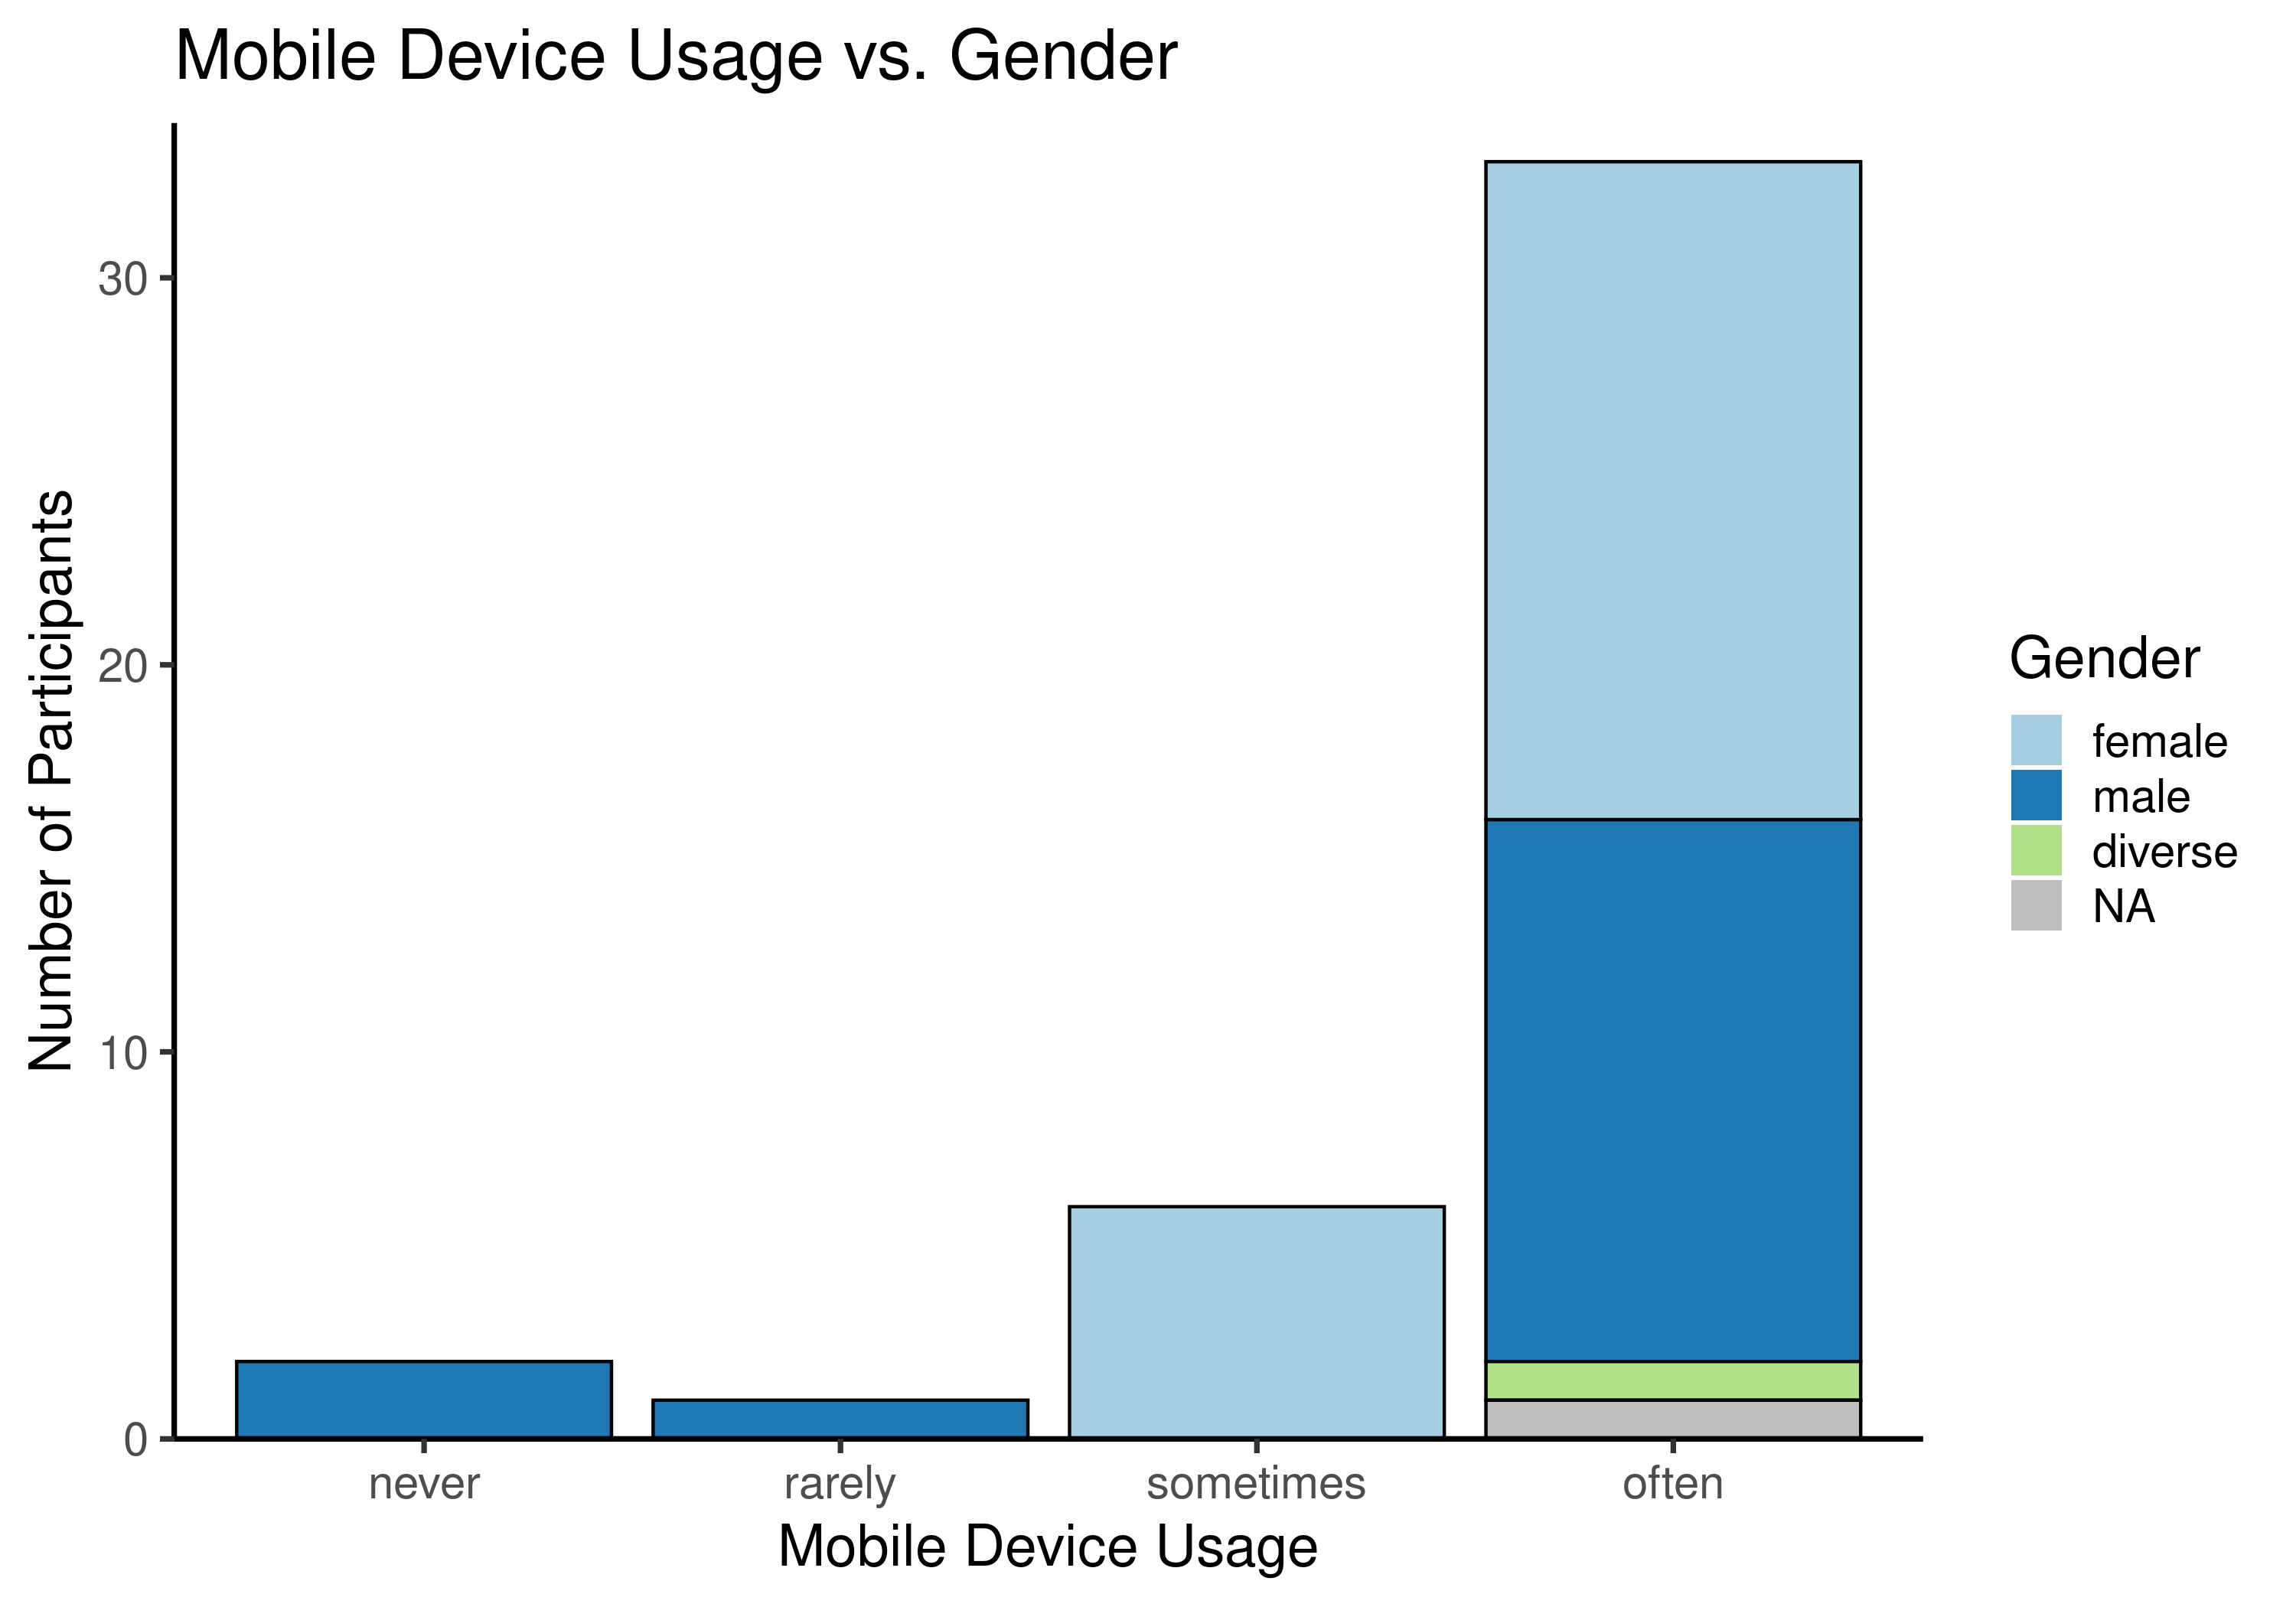 Mobile Device Usage vs. Gender
Number of Participants
30
20
10
0
never
rarely
sometimes
often
Mobile Device Usage
Gender
female
male
diverse
NA